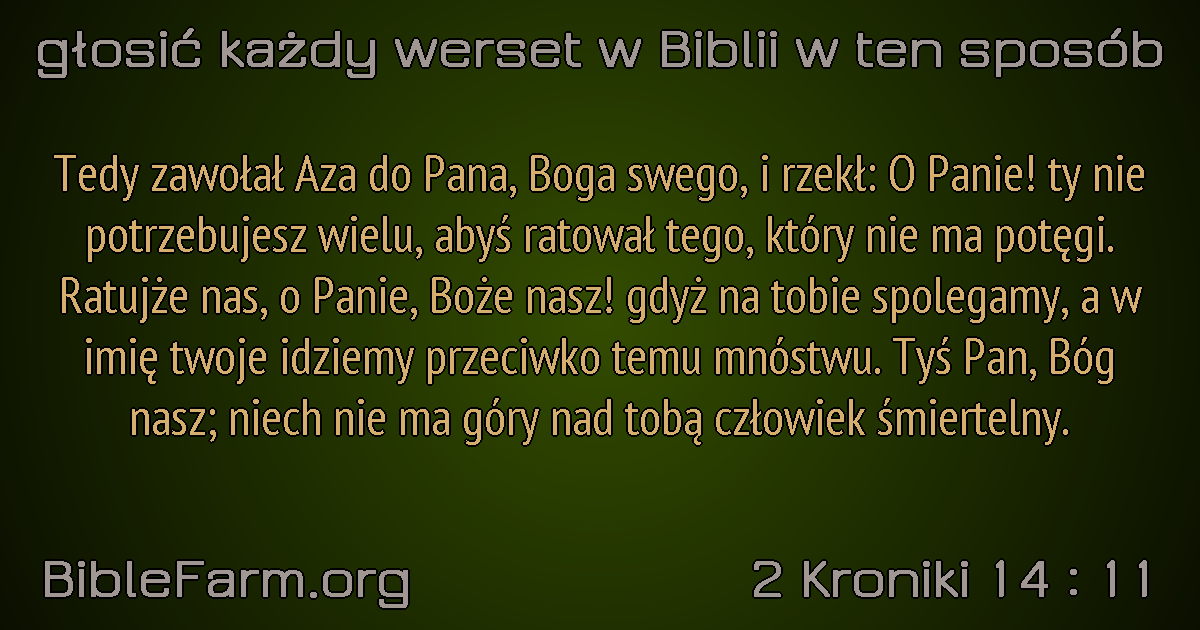 głosić każdy werset w Biblii w ten sposób
Tedy zawołał Aza do Pana, Boga swego, i rzekł: O Panie! ty nie
potrzebujesz wielu, abyś ratował tego, który nie ma potęgi.
Ratujże nas, o Panie, Boże nasz! gdyż na tobie spolegamy, a w
imię twoje idziemy przeciwko temu mnóstwu. Tyś Pan, Bóg
nasz; niech nie ma góry nad tobą człowiek śmiertelny.
BibleFarm.org
2 Kroniki 14 : 11